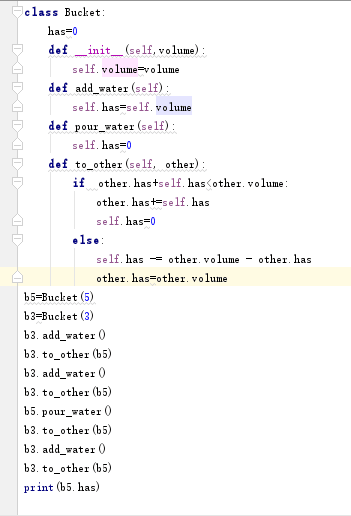 class Bucket:
    has=0
    def __init__(self,volume):
        self.volume=volume
    def add_water(self):
        self.has=self.volume
    def pour_water(self):
        self.has=0
    def to_other(self, other):
        if  other.has+self.has<other.volume:
            other.has+=self.has
            self.has=0
        else:
            self.has -= other.volume - other.has
            other.has=other.volume
b5=Bucket(5)
b3=Bucket(3)
b3.add_water()
b3.to_other(b5)
b3.add_water()
b3.to_other(b5)
b5.pour_water()
b3.to_other(b5)
b3.add_water()
b3.to_other(b5)
print(b5.has)